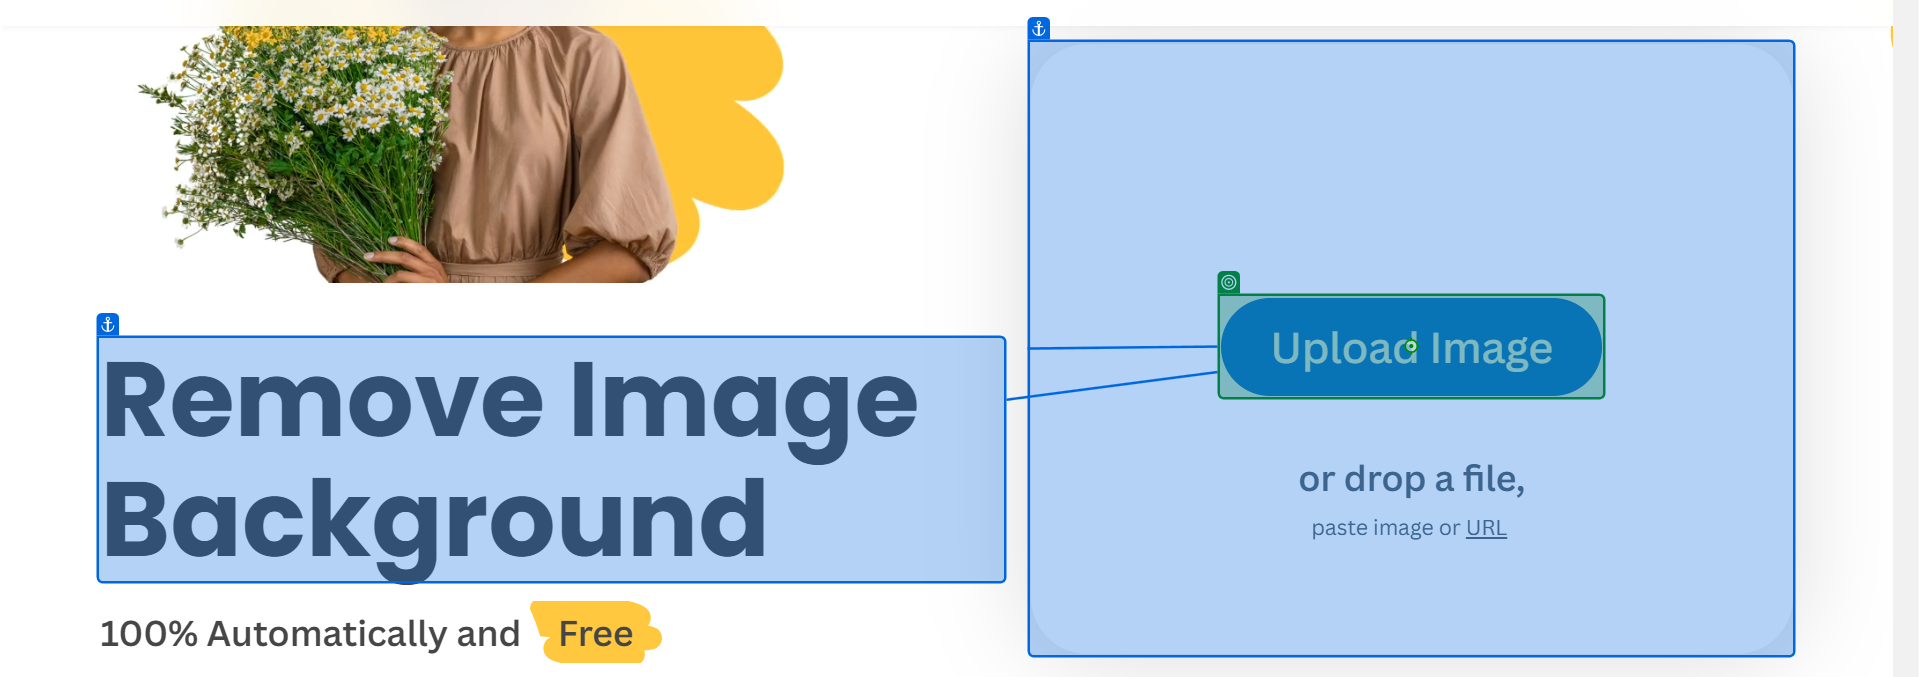 Remove Image
Background
100% Automatically and Free
Upload Image
or drop a file,
paste image or URL